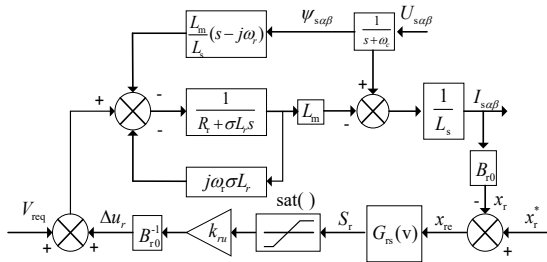 L_m/L_s (s − jω_r)
ψ_sαβ
1/(s+ω_c)
U_sαβ
+
+
-
-
1/(R_r + σL_r s)
L_m
-
1/L_s
I_sαβ
jω_r σL_r
B_r0
V_req
+
+
Δu_r
B_r0^-1
k_ru
sat( )
S_r
G_rs(v)
x_re
-
x_r
+
x_r^*